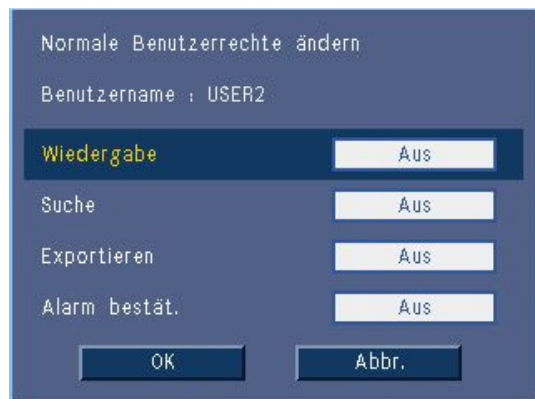 Normale Benutzerrechte ändern
Benutzername : USER2
Wiedergabe Aus
Suche Aus
Exportieren Aus
Alarm bestät. Aus
OK Abbr.